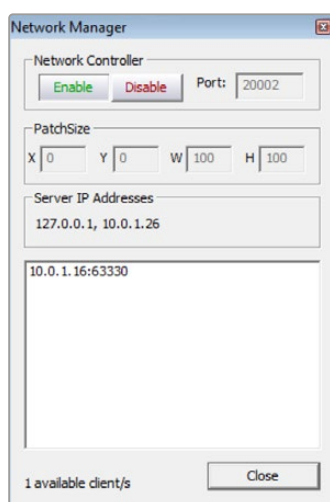 Network Manager
Network Controller
Enable Disable Port: 20002
PatchSize
X 0 Y 0 W 100 H 100
Server IP Addresses
127.0.0.1, 10.0.1.26
10.0.1.16:63330
1 available client/s
Close